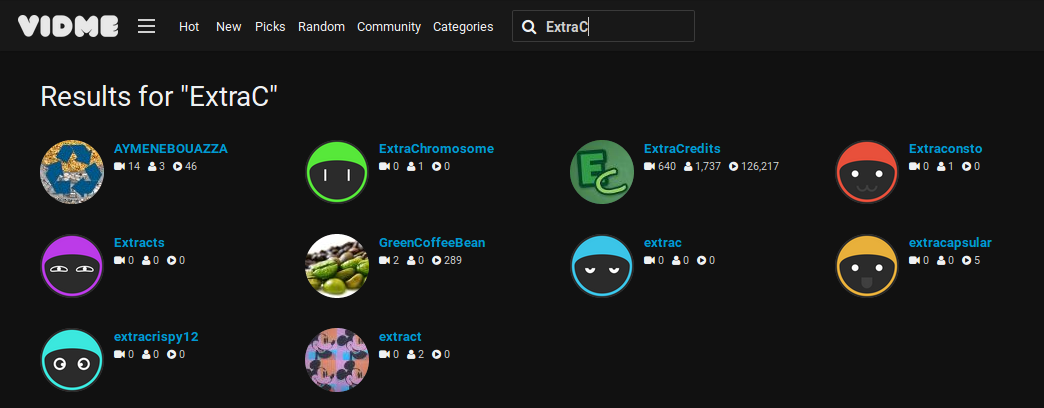 VIDME Hot New Picks Random Community Categories ExtraC
Results for "ExtraC"
AYMENEBOUAZZA
14 3 46
ExtraChromosome
0 1 0
EC
ExtraCredits
640 1,737 126,217
Extraconsto
0 1 0
Extracts
0 0 0
GreenCoffeeBean
2 0 289
extrac
0 0 0
extracapsular
0 0 5
extracrispy12
0 0 0
extract
0 2 0